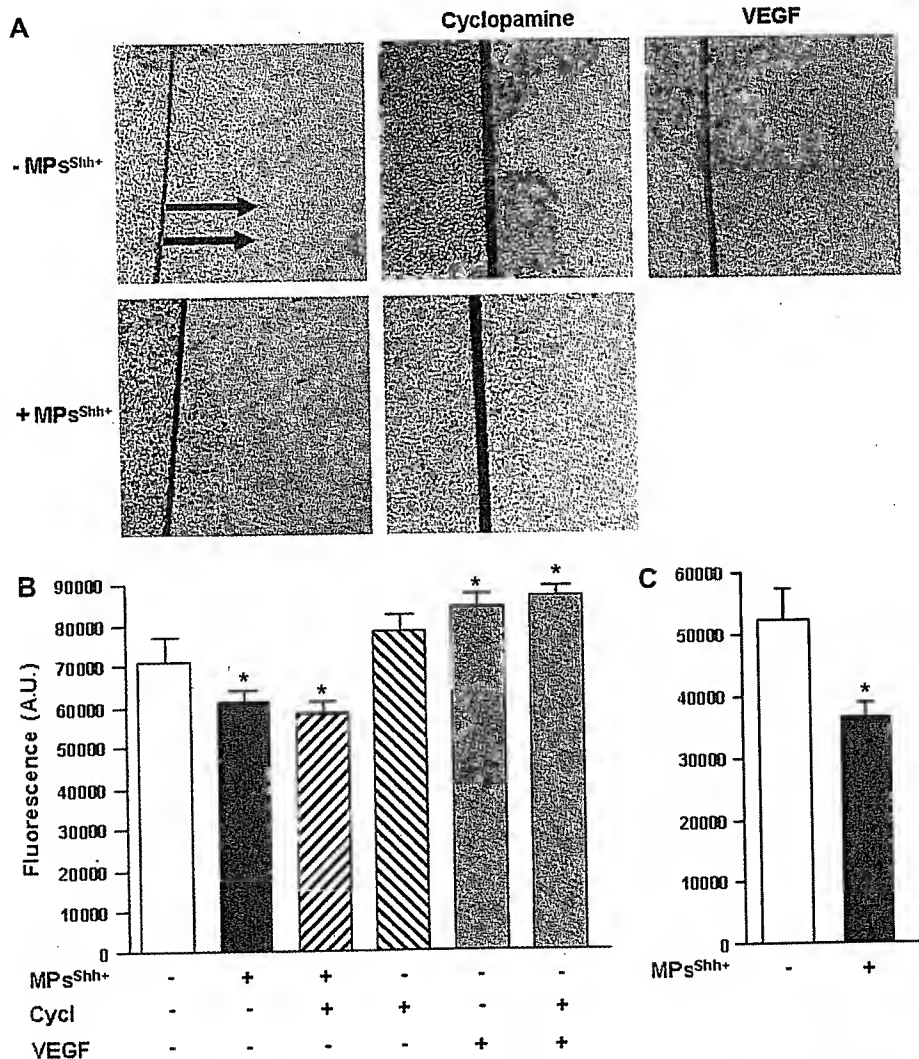 A
Cyclopamine
VEGF
- MPsShh+
+ MPsShh+
B
Fluorescence (A.U.)
90000
80000
70000
60000
50000
40000
30000
20000
10000
0
* * * *
MPsShh+ - + + - - -
Cycl - - + + - +
VEGF - - - - + +
C
60000
50000
40000
30000
20000
10000
0
*
MPsShh+ - +